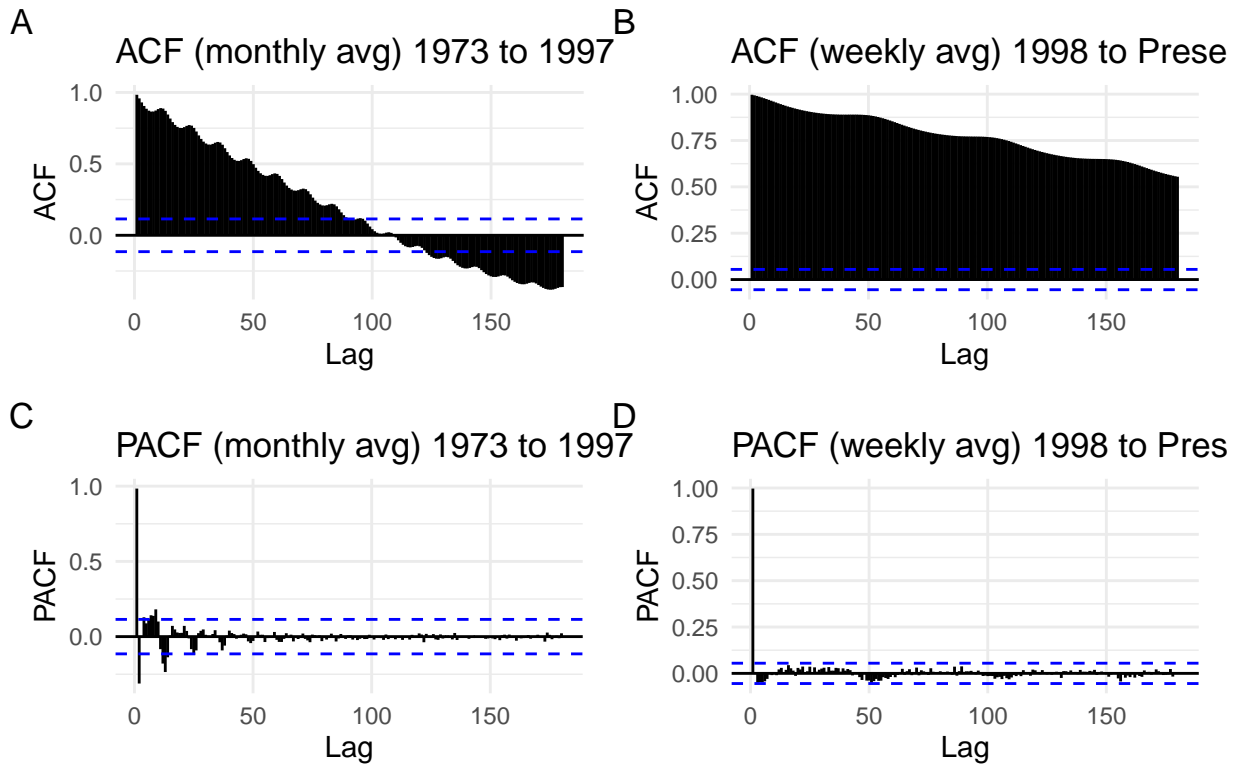 A
ACF (monthly avg) 1973 to 1997
1.0
0.5
0.0
ACF
0
50
100
150
Lag
B
ACF (weekly avg) 1998 to Prese
1.00
0.75
0.50
0.25
0.00
ACF
0
50
100
150
Lag
C
PACF (monthly avg) 1973 to 1997
1.0
0.5
0.0
PACF
0
50
100
150
Lag
D
PACF (weekly avg) 1998 to Pres
1.00
0.75
0.50
0.25
0.00
PACF
0
50
100
150
Lag